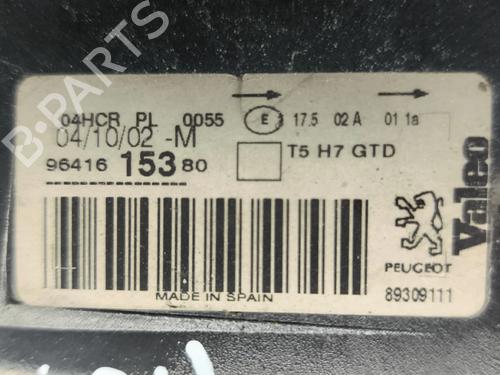 04HCR PL 0055 E 17.5 02A 01 1a
04/10/02 -M
96416 153 80
T5 H7 GTD
Valeo
PEUGEOT
MADE IN SPAIN
89309111
B-PARTS